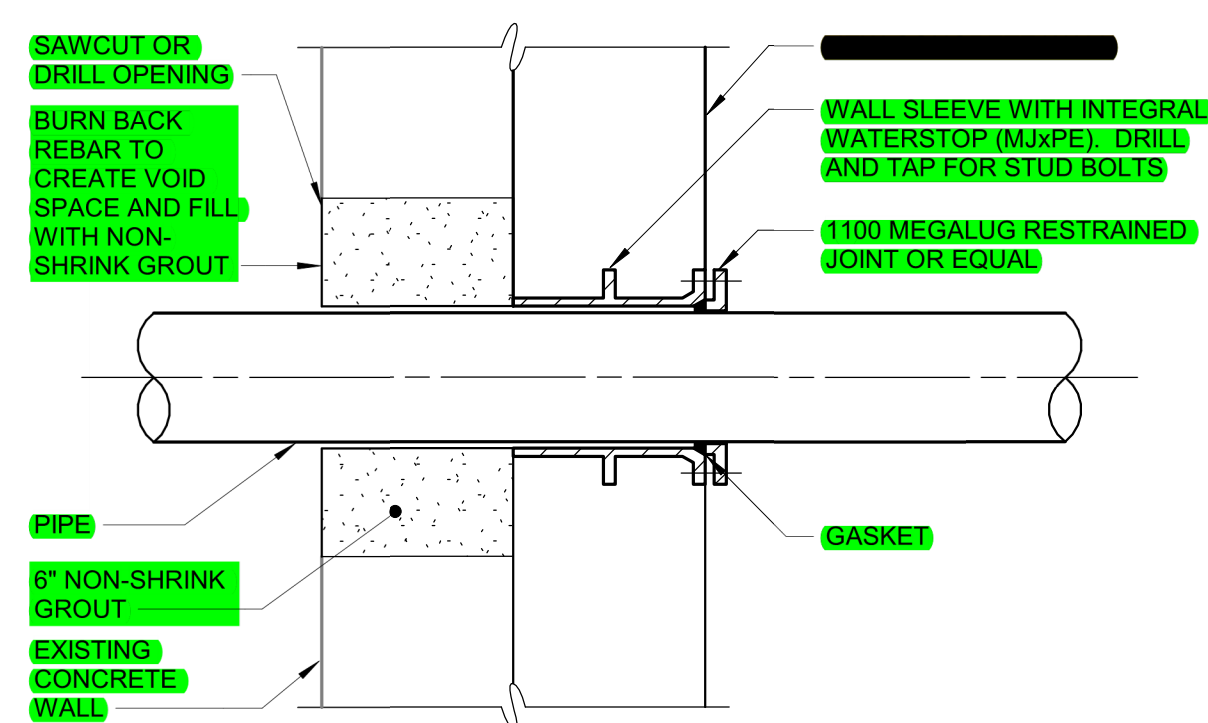 SAWCUT OR
DRILL OPENING
BURN BACK
REBAR TO
CREATE VOID
SPACE AND FILL
WITH NON-
SHRINK GROUT
PIPE
6" NON-SHRINK
GROUT
EXISTING
CONCRETE
WALL
WALL SLEEVE WITH INTEGRAL
WATERSTOP (MJxPE). DRILL
AND TAP FOR STUD BOLTS
1100 MEGALUG RESTRAINED
JOINT OR EQUAL
GASKET